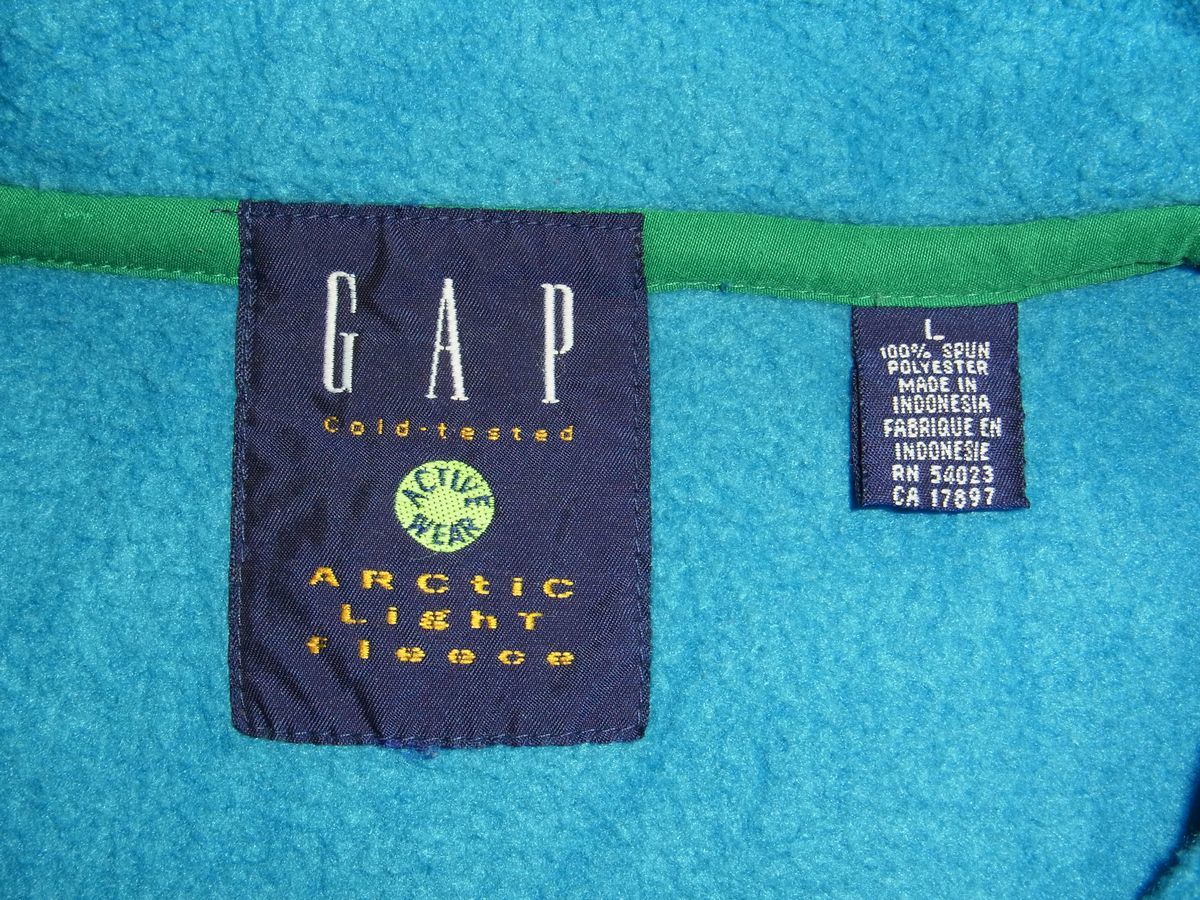 GAP
Cold-tested
ACTIVE
WEAR
ARCtiC
LighT
fleece
L
100% SPUN
POLYESTER
MADE IN
INDONESIA
FABRIQUE EN
INDONESIE
RN 54023
CA 17897